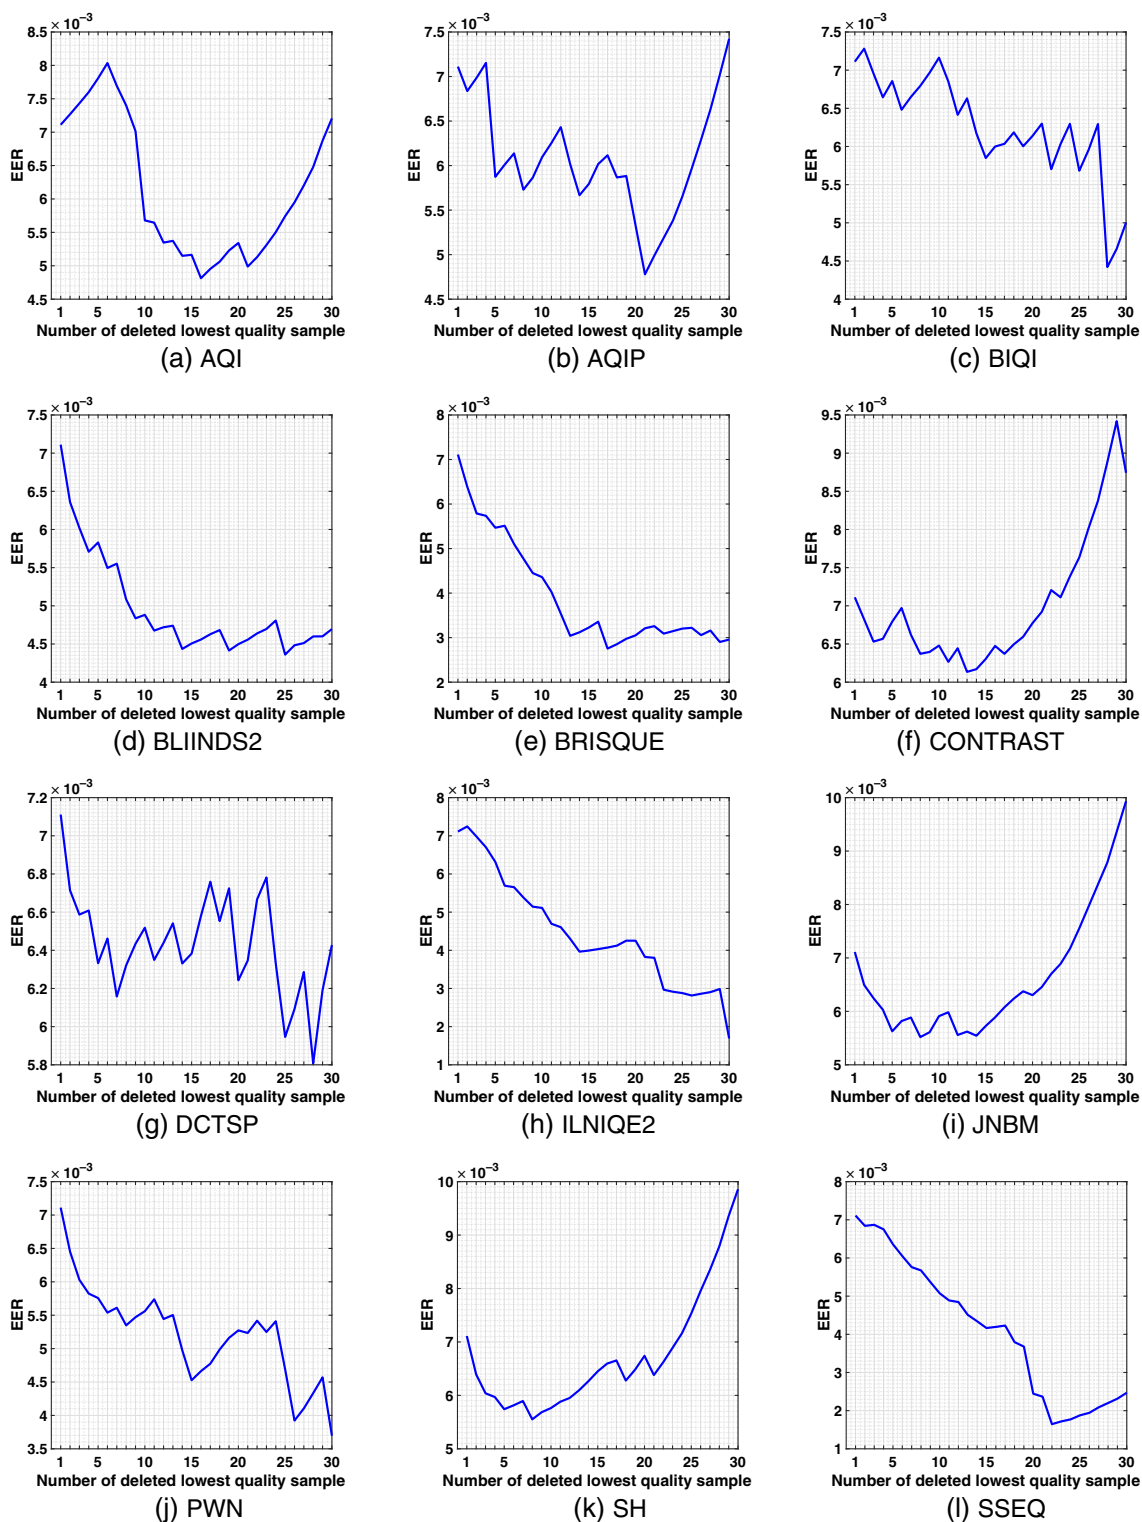 × 10⁻³
8.5
8
7.5
7
6.5
6
5.5
5
4.5
EER
1 5 10 15 20 25 30
Number of deleted lowest quality sample
(a) AQI
× 10⁻³
7.5
7
6.5
6
5.5
5
4.5
EER
1 5 10 15 20 25 30
Number of deleted lowest quality sample
(b) AQIP
× 10⁻³
7.5
7
6.5
6
5.5
5
4.5
4
EER
1 5 10 15 20 25 30
Number of deleted lowest quality sample
(c) BIQI
× 10⁻³
7.5
7
6.5
6
5.5
5
4.5
4
EER
1 5 10 15 20 25 30
Number of deleted lowest quality sample
(d) BLIINDS2
× 10⁻³
8
7
6
5
4
3
2
EER
1 5 10 15 20 25 30
Number of deleted lowest quality sample
(e) BRISQUE
× 10⁻³
9.5
9
8.5
8
7.5
7
6.5
6
EER
1 5 10 15 20 25 30
Number of deleted lowest quality sample
(f) CONTRAST
× 10⁻³
7.2
7
6.8
6.6
6.4
6.2
6
5.8
EER
1 5 10 15 20 25 30
Number of deleted lowest quality sample
(g) DCTSP
× 10⁻³
8
7
6
5
4
3
2
1
EER
1 5 10 15 20 25 30
Number of deleted lowest quality sample
(h) ILNIQE2
× 10⁻³
10
9
8
7
6
5
EER
1 5 10 15 20 25 30
Number of deleted lowest quality sample
(i) JNBM
× 10⁻³
7.5
7
6.5
6
5.5
5
4.5
4
3.5
EER
1 5 10 15 20 25 30
Number of deleted lowest quality sample
(j) PWN
× 10⁻³
10
9
8
7
6
5
EER
1 5 10 15 20 25 30
Number of deleted lowest quality sample
(k) SH
× 10⁻³
8
7
6
5
4
3
2
1
EER
1 5 10 15 20 25 30
Number of deleted lowest quality sample
(l) SSEQ